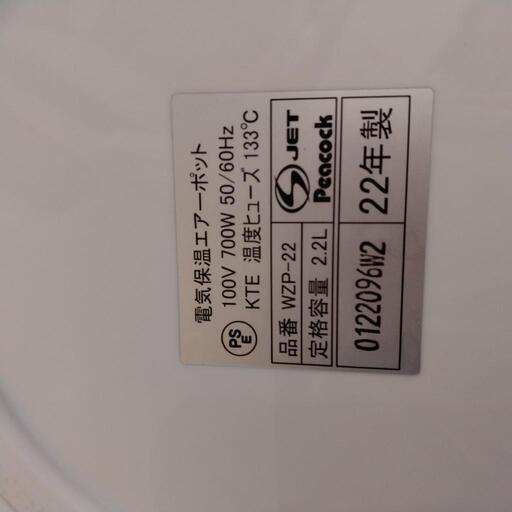 電気保温エアーポット
100V 700W 50/60Hz
KTE 温度ヒューズ 133℃
PS
E
S JET
Peacock
品番 WZP-22
定格容量 2.2L
0122096W2
22年製